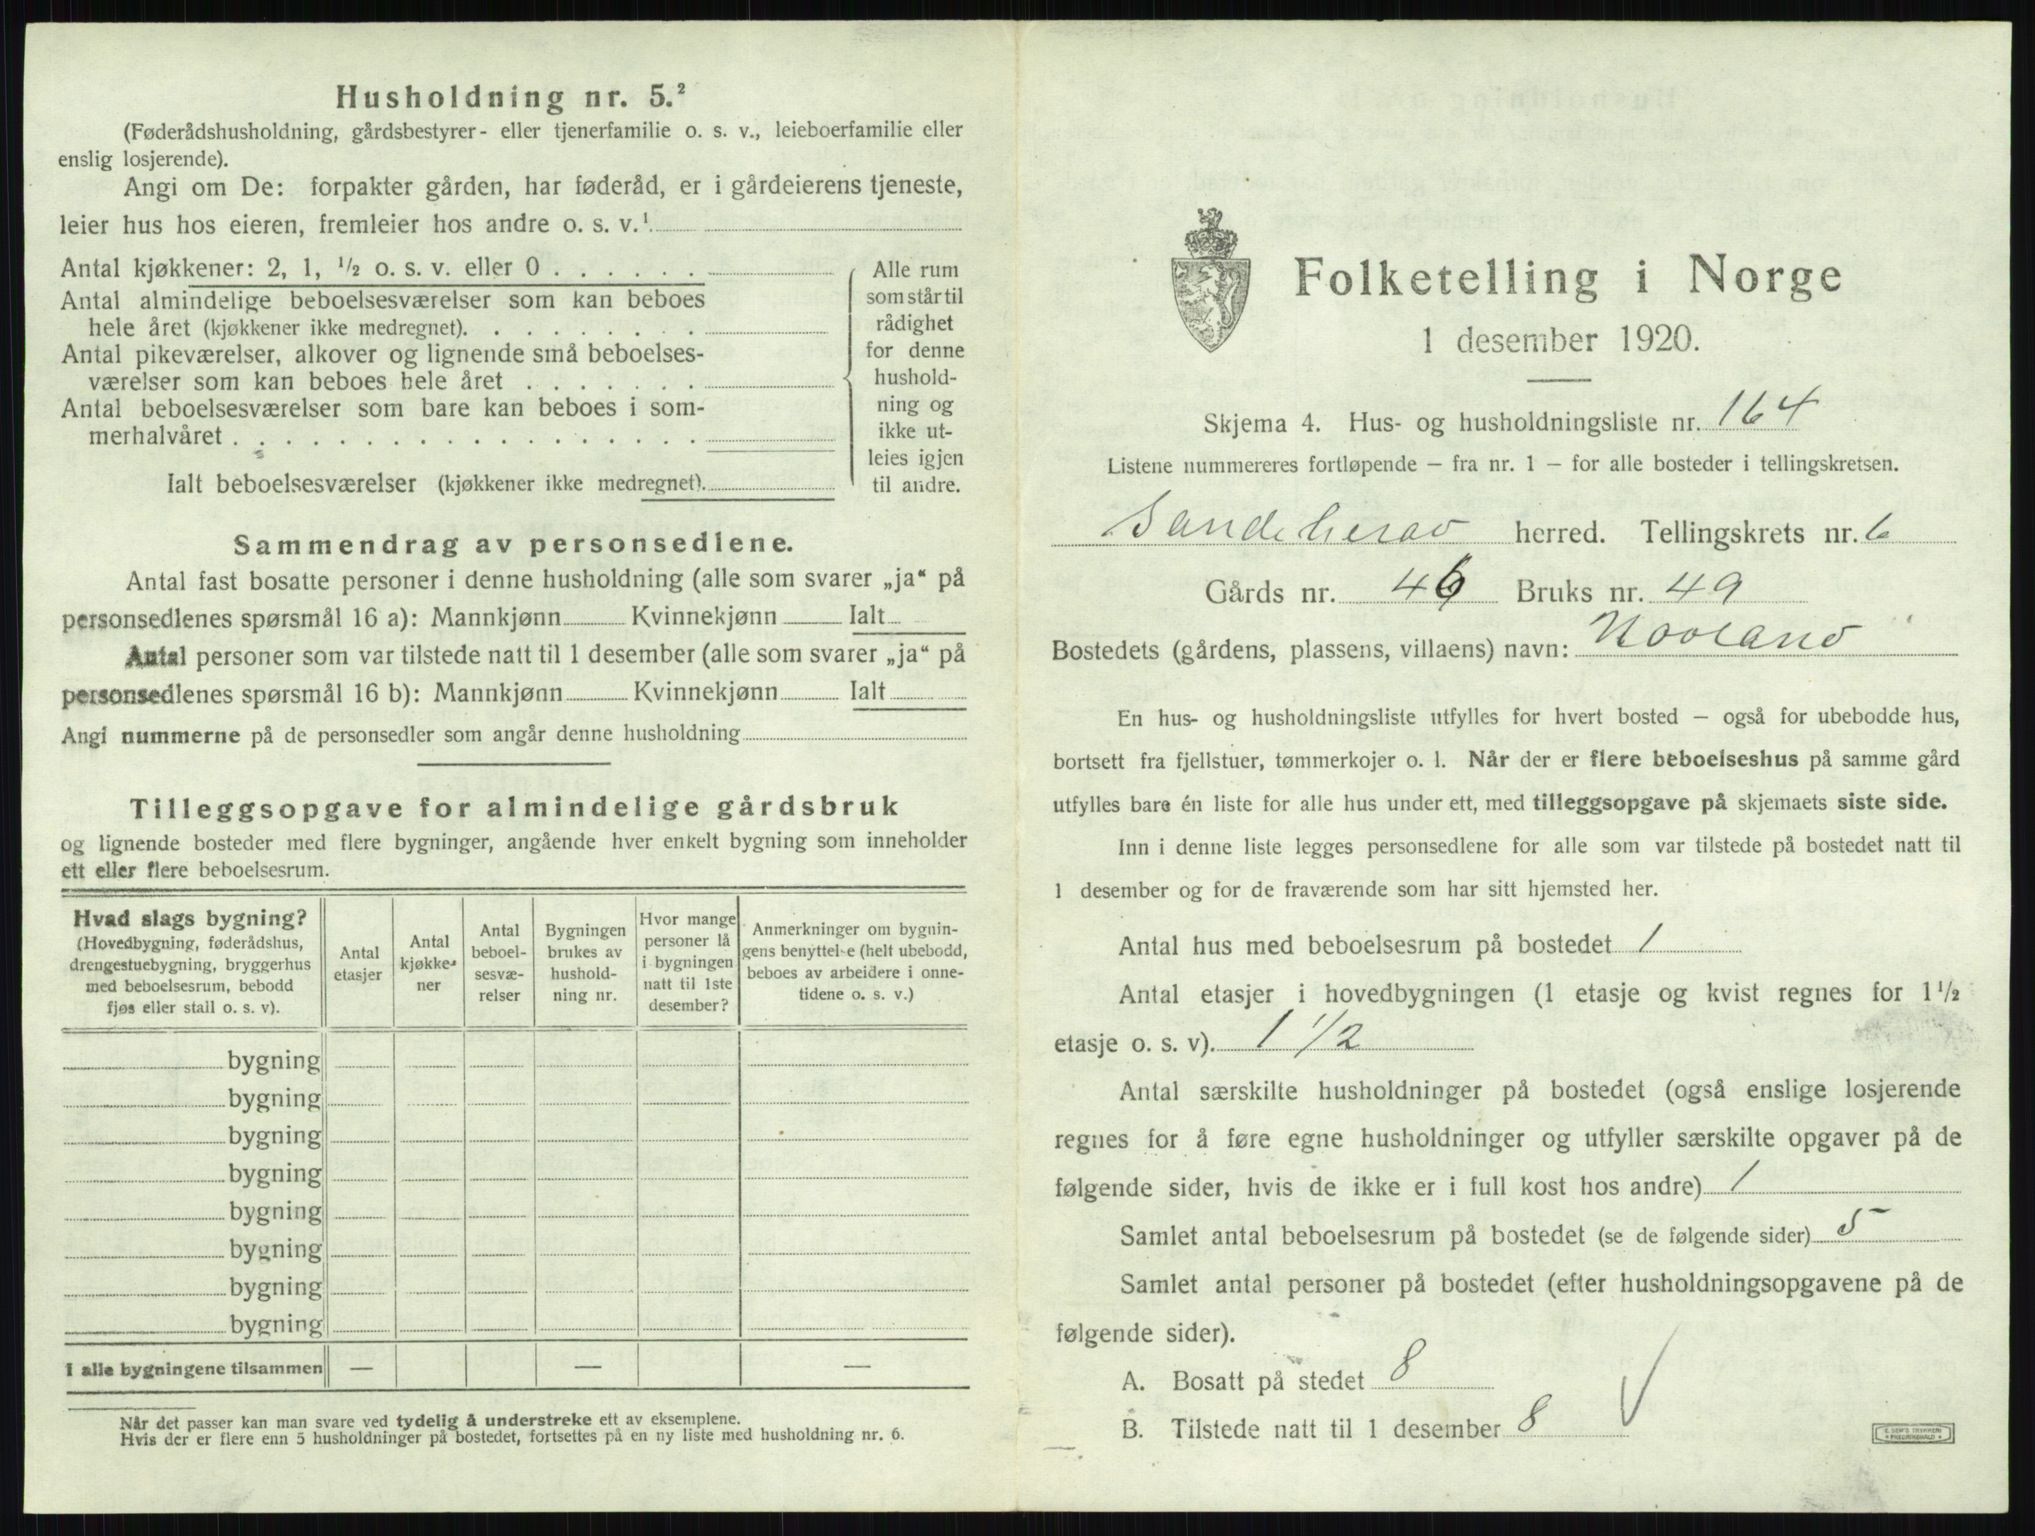 Husholdning nr. 5.²
(Føderådshusholdning, gårdsbestyrer- eller tjenerfamilie o. s. v., leieboerfamilie eller
enslig losjerende).
Angi om De: forpakter gården, har føderåd, er i gårdeierens tjeneste,
leier hus hos eieren, fremleier hos andre o. s. v.¹
Antal kjøkkener: 2, 1, ½ o. s. v. eller 0 . . . . . .
Antal almindelige beboelsesværelser som kan beboes
hele året (kjøkkener ikke medregnet). . . . . . . . .
Antal pikeværelser, alkover og lignende små beboelses-
værelser som kan beboes hele året . . . . . . .
Antal beboelsesværelser som bare kan beboes i som-
merhalvåret . . . . . . . . . . . . . . . . . .
Ialt beboelsesværelser (kjøkkener ikke medregnet).
Alle rum
som står til
rådighet
for denne
hushold-
ning og
ikke ut-
leies igjen
til andre.
Sammendrag av personsedlene.
Antal fast bosatte personer i denne husholdning (alle som svarer „ja“ på
personsedlenes spørsmål 16 a): Mannkjønn Kvinnekjønn Ialt
Antal personer som var tilstede natt til 1 desember (alle som svarer „ja“ på
personsedlenes spørsmål 16 b): Mannkjønn Kvinnekjønn Ialt
Angi nummerne på de personsedler som angår denne husholdning
Tilleggsopgave for almindelige gårdsbruk
og lignende bosteder med flere bygninger, angående hver enkelt bygning som inneholder
ett eller flere beboelsesrum.
Hvad slags bygning?
(Hovedbygning, føderådshus,
drengestuebygning, bryggerhus
med beboelsesrum, bebodd
fjøs eller stall o. s. v).
Antal
etasjer
Antal
kjøkke-
ner
Antal
beboel-
sesvæ-
relser
Bygningen
brukes av
hushold-
ning nr.
Hvor mange
personer lå
i bygningen
natt til 1ste
desember?
Anmerkninger om bygnin-
gens benyttelse (helt ubebodd,
beboes av arbeidere i onne-
tidene o. s. v.)
bygning
bygning
bygning
bygning
bygning
bygning
bygning
bygning
I alle bygningene tilsammen — — —
Når det passer kan man svare ved tydelig å understreke ett av eksemplene.
Hvis der er flere enn 5 husholdninger på bostedet, fortsettes på en ny liste med husholdning nr. 6.
Folketelling i Norge
1 desember 1920.
Skjema 4. Hus- og husholdningsliste nr. 164
Listene nummereres fortløpende – fra nr. 1 – for alle bosteder i tellingskretsen.
Sandeherad herred. Tellingskrets nr. 6
Gårds nr. 46 Bruks nr. 49
Bostedets (gårdens, plassens, villaens) navn:
En hus- og husholdningsliste utfylles for hvert bosted – også for ubebodde hus,
bortsett fra fjellstuer, tømmerkojer o. l. Når der er flere beboelseshus på samme gård
utfylles bare én liste for alle hus under ett, med tilleggsopgave på skjemaets siste side.
Inn i denne liste legges personsedlene for alle som var tilstede på bostedet natt til
1 desember og for de fraværende som har sitt hjemsted her.
Antal hus med beboelsesrum på bostedet 1
Antal etasjer i hovedbygningen (1 etasje og kvist regnes for 1½
etasje o. s. v). 1 1/2
Antal særskilte husholdninger på bostedet (også enslige losjerende
regnes for å føre egne husholdninger og utfyller særskilte opgaver på de
følgende sider, hvis de ikke er i full kost hos andre) 1
Samlet antal beboelsesrum på bostedet (se de følgende sider) 5
Samlet antal personer på bostedet (efter husholdningsopgavene på de
følgende sider).
A. Bosatt på stedet 8
B. Tilstede natt til 1 desember 8